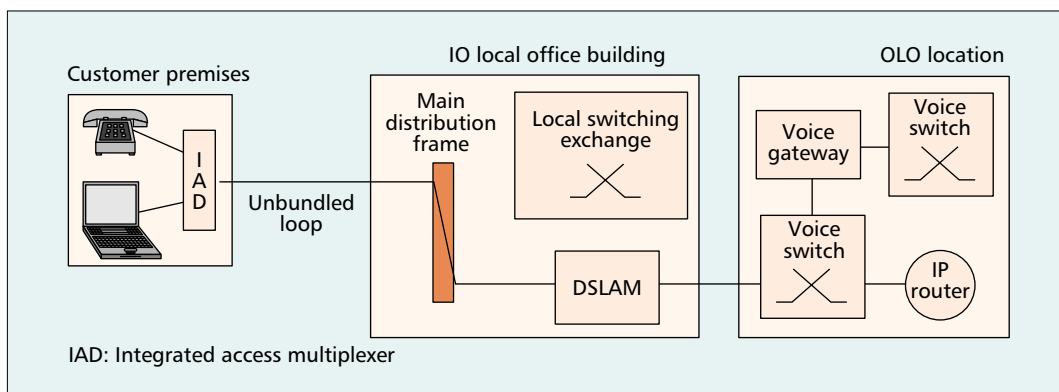 IO local office building
OLO location
Customer premises
I
A
D
Unbundled
loop
Main
distribution
frame
Local switching
exchange
DSLAM
Voice
gateway
Voice
switch
Voice
switch
IP
router
IAD: Integrated access multiplexer